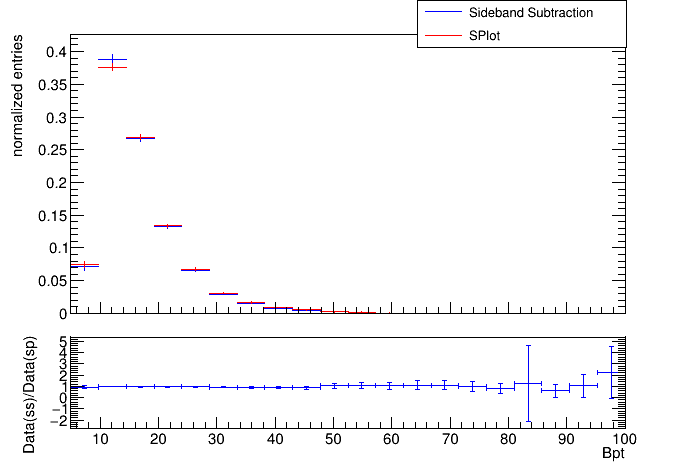 Sideband Subtraction
SPlot
normalized entries
0.4
0.35
0.3
0.25
0.2
0.15
0.1
0.05
0
Data(ss)/Data(sp)
5
4
3
2
1
0
−1
−2
10 20 30 40 50 60 70 80 90 100
Bpt